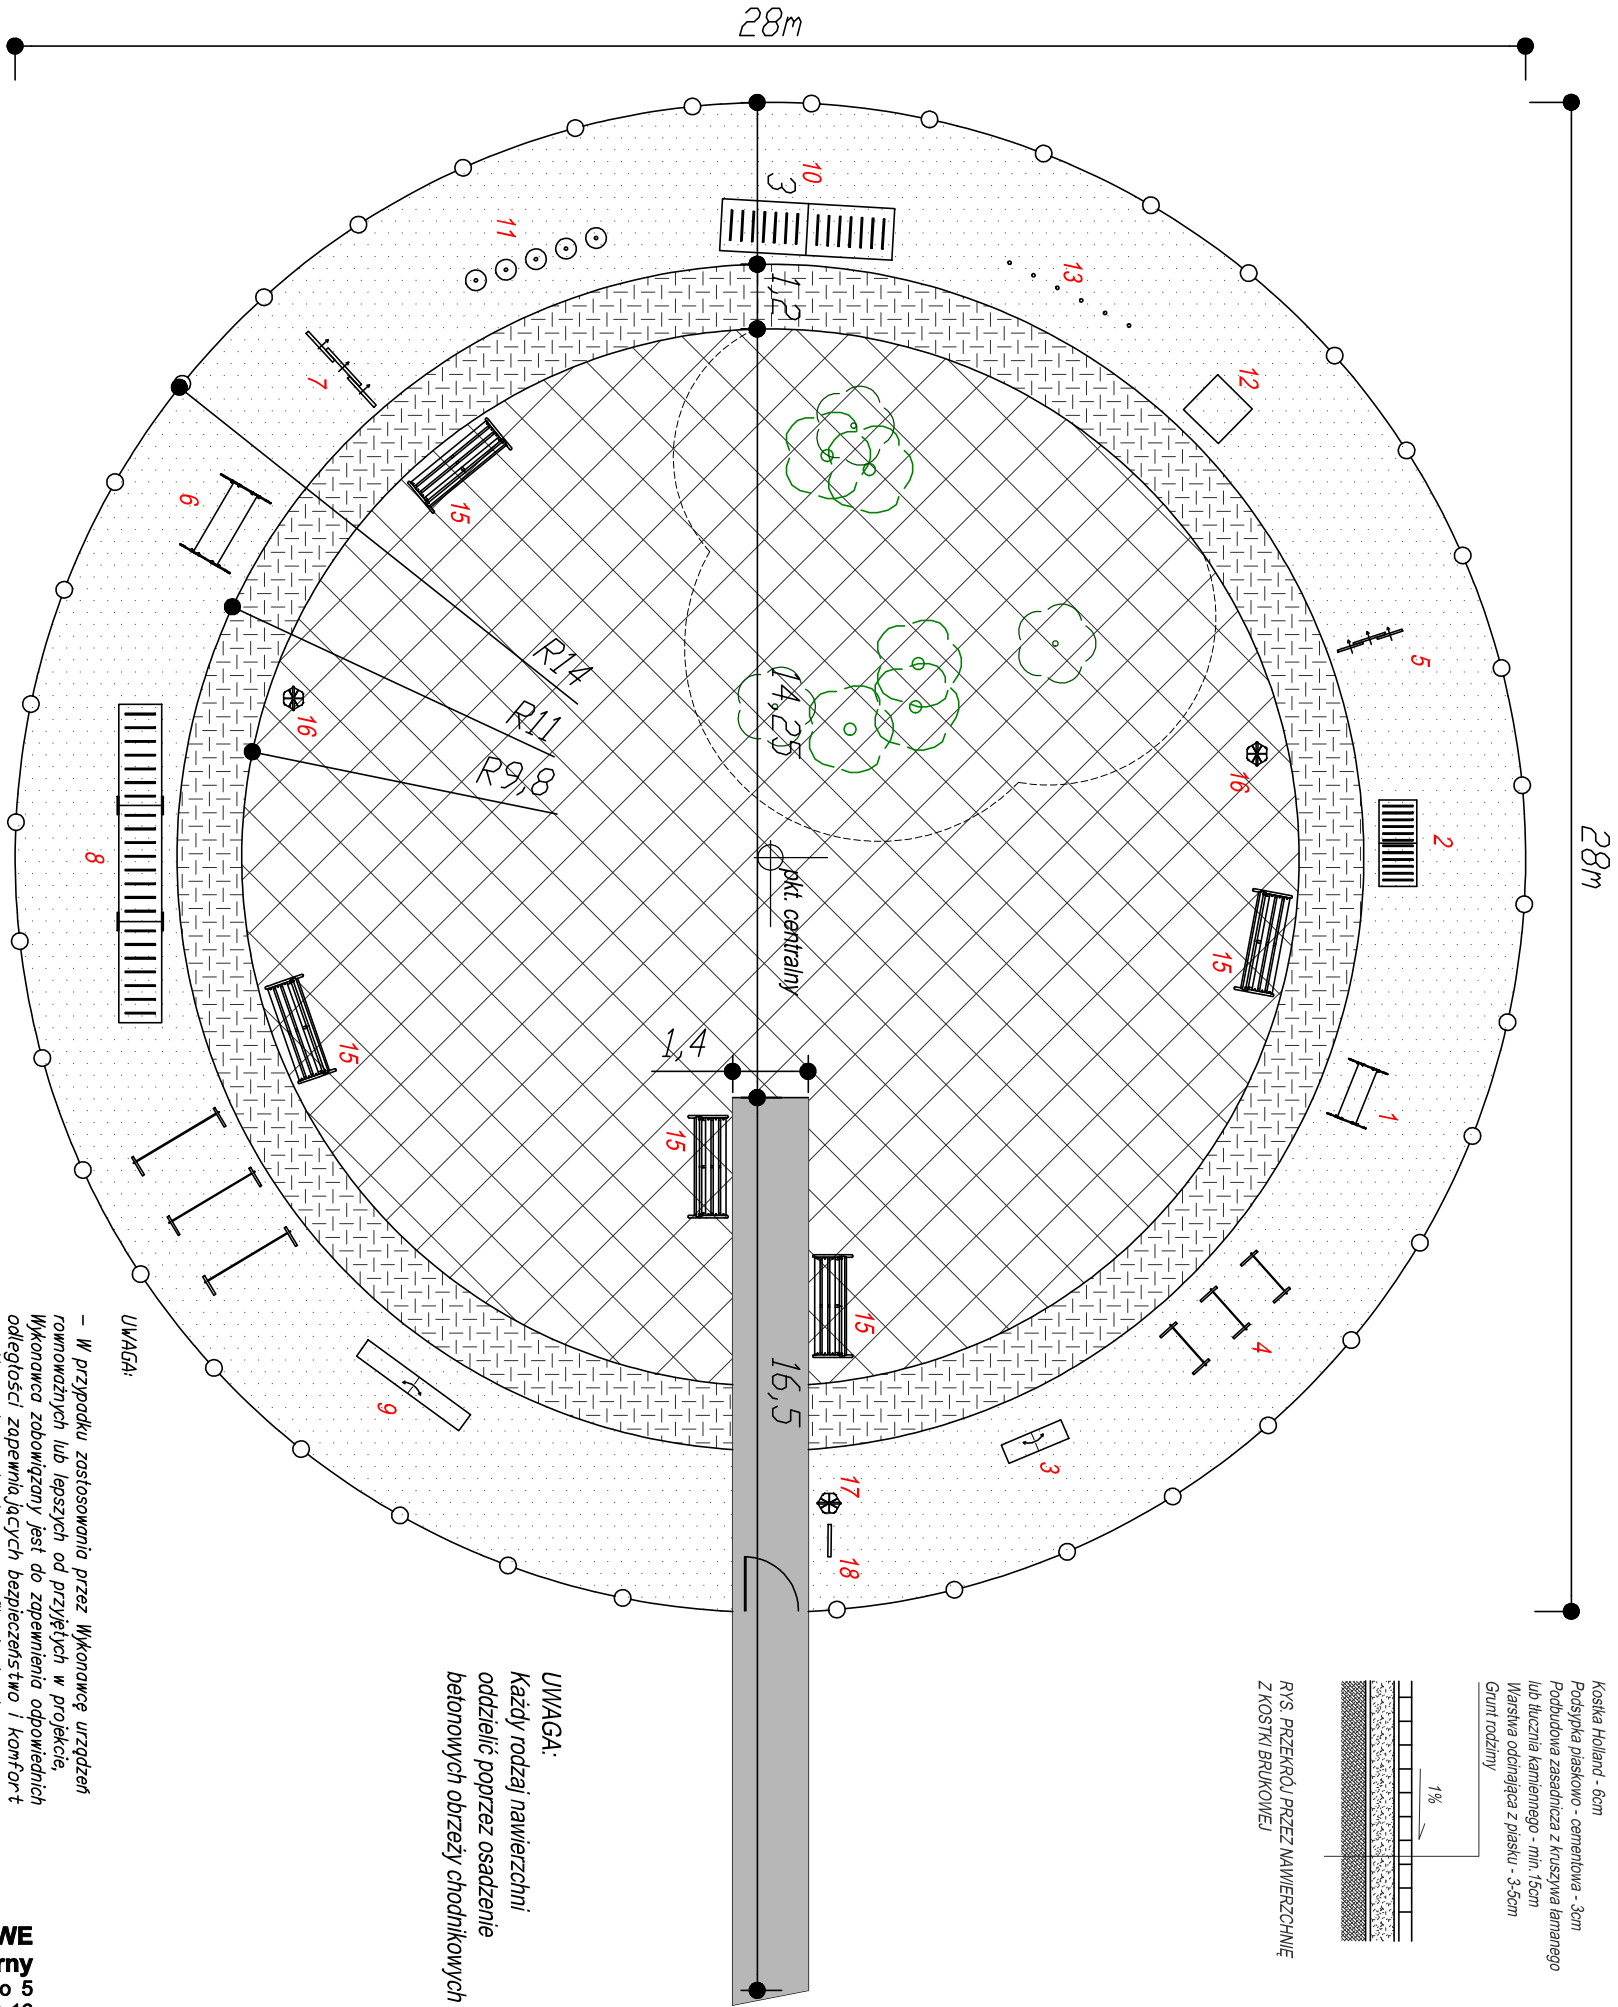 28m
28m
3
1,2
14,25
16,5
1,4
R14
R11
R9,8
pkt. centralny
10
11
13
12
7
6
5
15
16
16
2
8
15
15
1
15
15
4
9
3
17
18
Kostka Holland - 6cm
Podsypka piaskowo - cementowa - 3cm
Podbudowa zasadnicza z kruszywa łamanego
lub tłucznia kamiennego - min.15cm
Warstwa odcinająca z piasku - 3-5cm
Grunt rodzimy
1%
RYS. PRZEKRÓJ PRZEZ NAWIERZCHNIĘ
Z KOSTKI BRUKOWEJ
UWAGA:
Każdy rodzaj nawierzchni
oddzielić poprzez osadzenie
betonowych obrzeży chodnikowych
UWAGA:
- W przypadku zastosowania przez Wykonawcę urządzeń
równoważnych lub lepszych od przyjętych w projekcie,
Wykonawca zobowiązany jest do zapewnienia odpowiednich
odległości zapewniających bezpieczeństwo i komfort
WE
rny
o 5